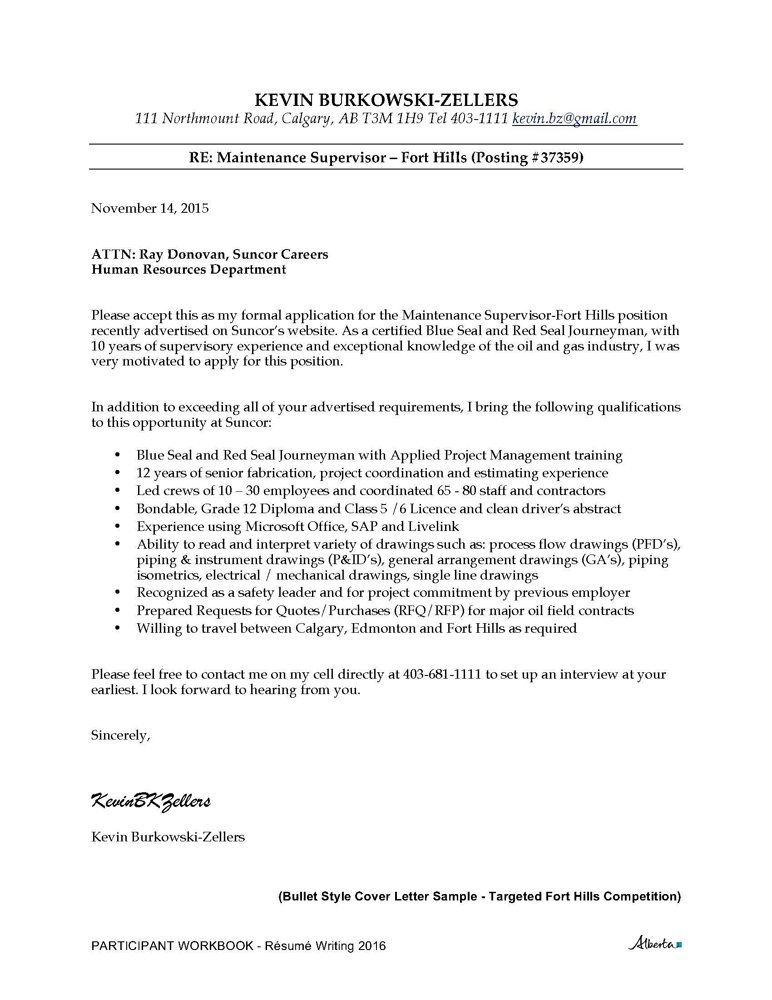 KEVIN BURKOWSKI-ZELLERS
111 Northmount Road, Calgary, AB T3M 1H9 Tel 403-1111 kevin.bz@gmail.com
RE: Maintenance Supervisor – Fort Hills (Posting #37359)
November 14, 2015
ATTN: Ray Donovan, Suncor Careers
Human Resources Department
Please accept this as my formal application for the Maintenance Supervisor-Fort Hills position
recently advertised on Suncor’s website. As a certified Blue Seal and Red Seal Journeyman, with
10 years of supervisory experience and exceptional knowledge of the oil and gas industry, I was
very motivated to apply for this position.
In addition to exceeding all of your advertised requirements, I bring the following qualifications
to this opportunity at Suncor:
• Blue Seal and Red Seal Journeyman with Applied Project Management training
• 12 years of senior fabrication, project coordination and estimating experience
• Led crews of 10 – 30 employees and coordinated 65 - 80 staff and contractors
• Bondable, Grade 12 Diploma and Class 5 /6 Licence and clean driver’s abstract
• Experience using Microsoft Office, SAP and Livelink
• Ability to read and interpret variety of drawings such as: process flow drawings (PFD’s),
piping & instrument drawings (P&ID’s), general arrangement drawings (GA’s), piping
isometrics, electrical / mechanical drawings, single line drawings
• Recognized as a safety leader and for project commitment by previous employer
• Prepared Requests for Quotes/Purchases (RFQ/RFP) for major oil field contracts
• Willing to travel between Calgary, Edmonton and Fort Hills as required
Please feel free to contact me on my cell directly at 403-681-1111 to set up an interview at your
earliest. I look forward to hearing from you.
Sincerely,
KevinBKZellers
Kevin Burkowski-Zellers
(Bullet Style Cover Letter Sample - Targeted Fort Hills Competition)
PARTICIPANT WORKBOOK - Résumé Writing 2016
Alberta